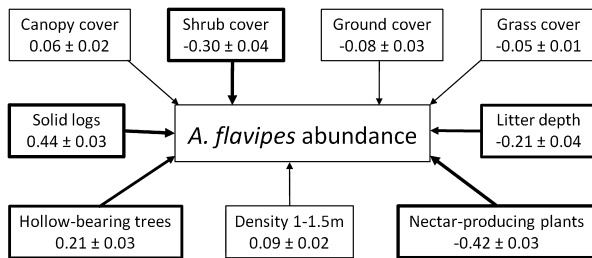 Canopy cover
0.06 ± 0.02
Shrub cover
-0.30 ± 0.04
Ground cover
-0.08 ± 0.03
Grass cover
-0.05 ± 0.01
Solid logs
0.44 ± 0.03
A. flavipes abundance
Litter depth
-0.21 ± 0.04
Hollow-bearing trees
0.21 ± 0.03
Density 1-1.5m
0.09 ± 0.02
Nectar-producing plants
-0.42 ± 0.03